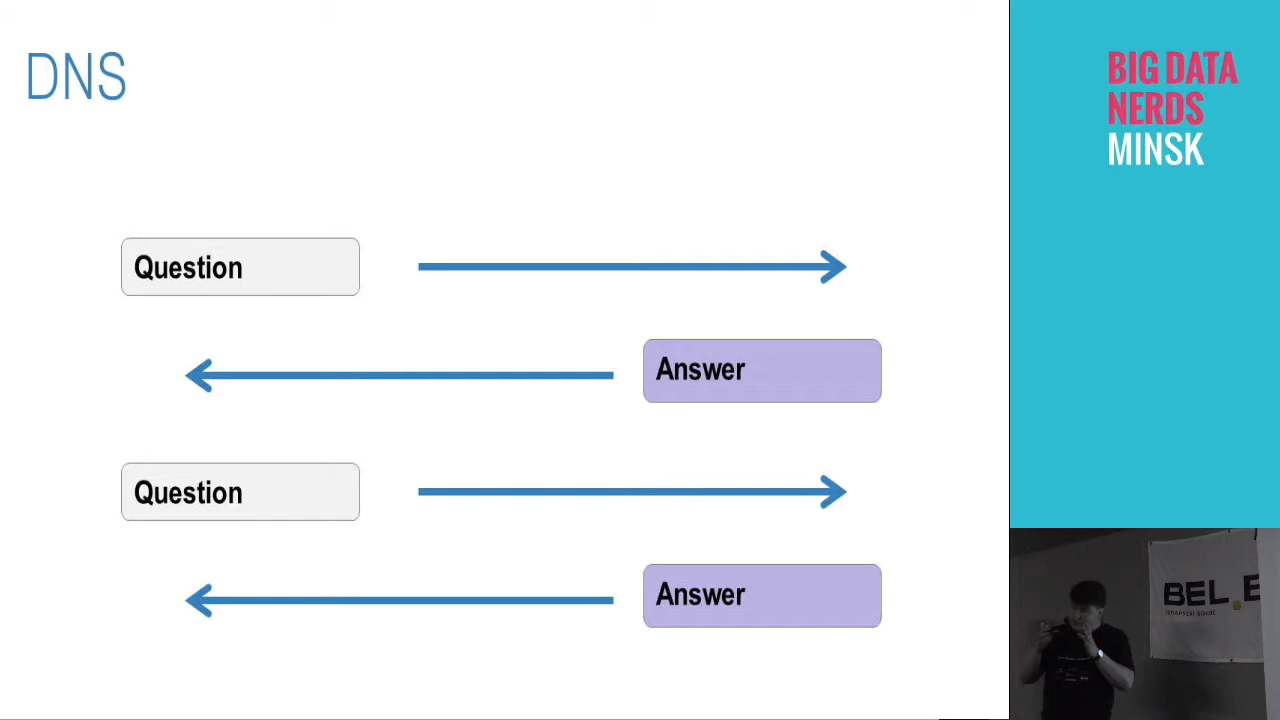 DNS
Question
Answer
Question
Answer
BIG DATA
NERDS
MINSK
BEL.E